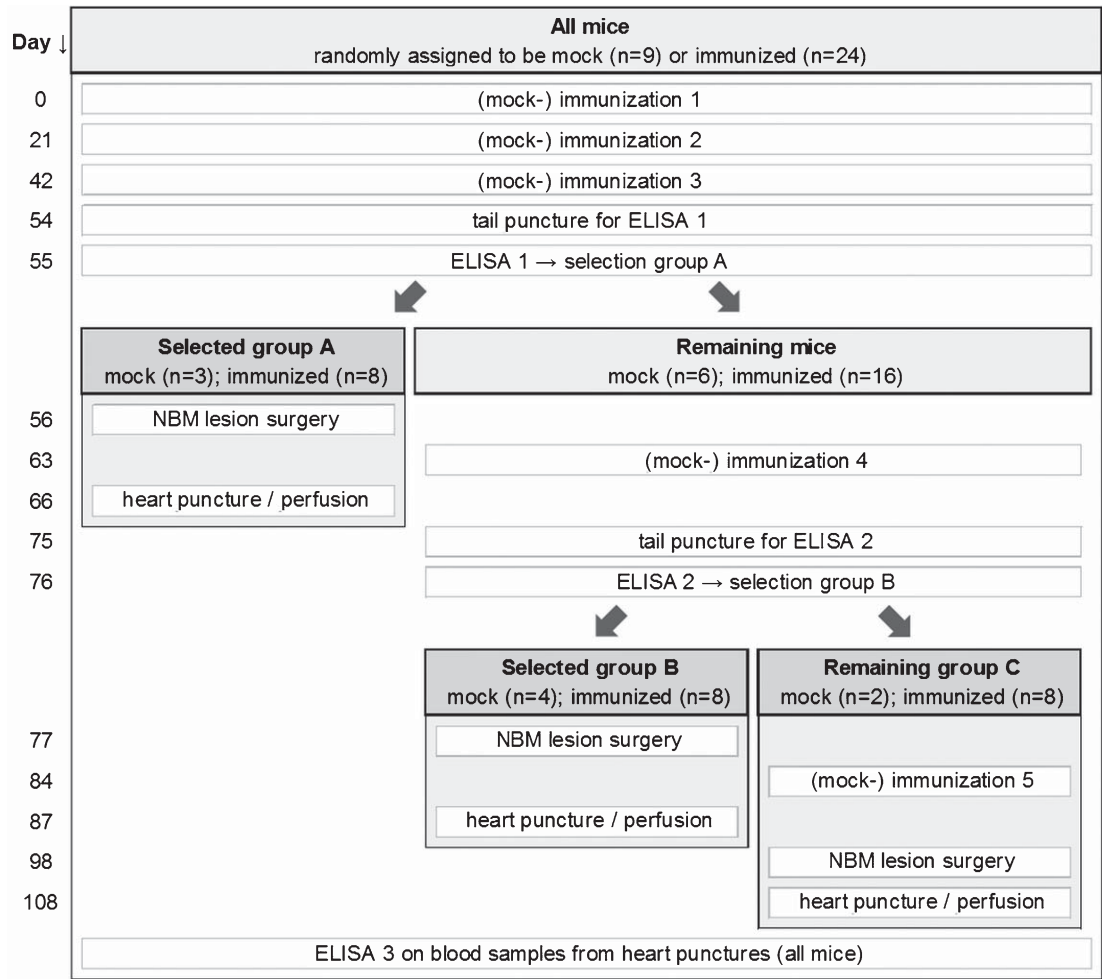 Day ↓
All mice
randomly assigned to be mock (n=9) or immunized (n=24)
0
(mock-) immunization 1
21
(mock-) immunization 2
42
(mock-) immunization 3
54
tail puncture for ELISA 1
55
ELISA 1 → selection group A
Selected group A
mock (n=3); immunized (n=8)
Remaining mice
mock (n=6); immunized (n=16)
56
NBM lesion surgery
63
(mock-) immunization 4
66
heart puncture / perfusion
75
tail puncture for ELISA 2
76
ELISA 2 → selection group B
Selected group B
mock (n=4); immunized (n=8)
Remaining group C
mock (n=2); immunized (n=8)
77
NBM lesion surgery
84
(mock-) immunization 5
87
heart puncture / perfusion
98
NBM lesion surgery
108
heart puncture / perfusion
ELISA 3 on blood samples from heart punctures (all mice)